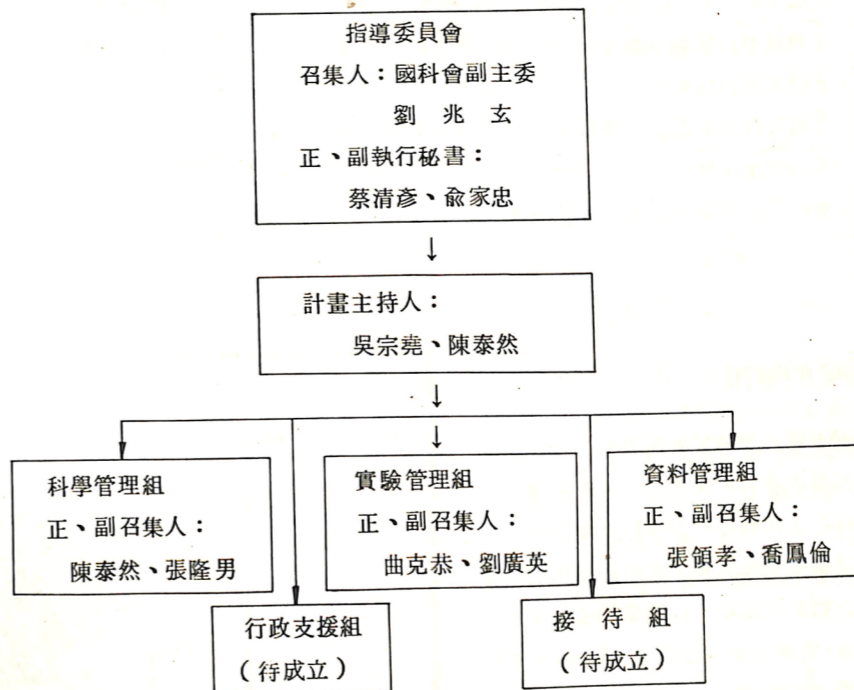 指導委員會
召集人：國科會副主委
劉兆玄
正、副執行秘書：
蔡清彥、俞家忠
計畫主持人：
吳宗堯、陳泰然
科學管理組
正、副召集人：
陳泰然、張隆男
實驗管理組
正、副召集人：
曲克恭、劉廣英
資料管理組
正、副召集人：
張領孝、喬鳳倫
行政支援組
（待成立）
接待組
（待成立）